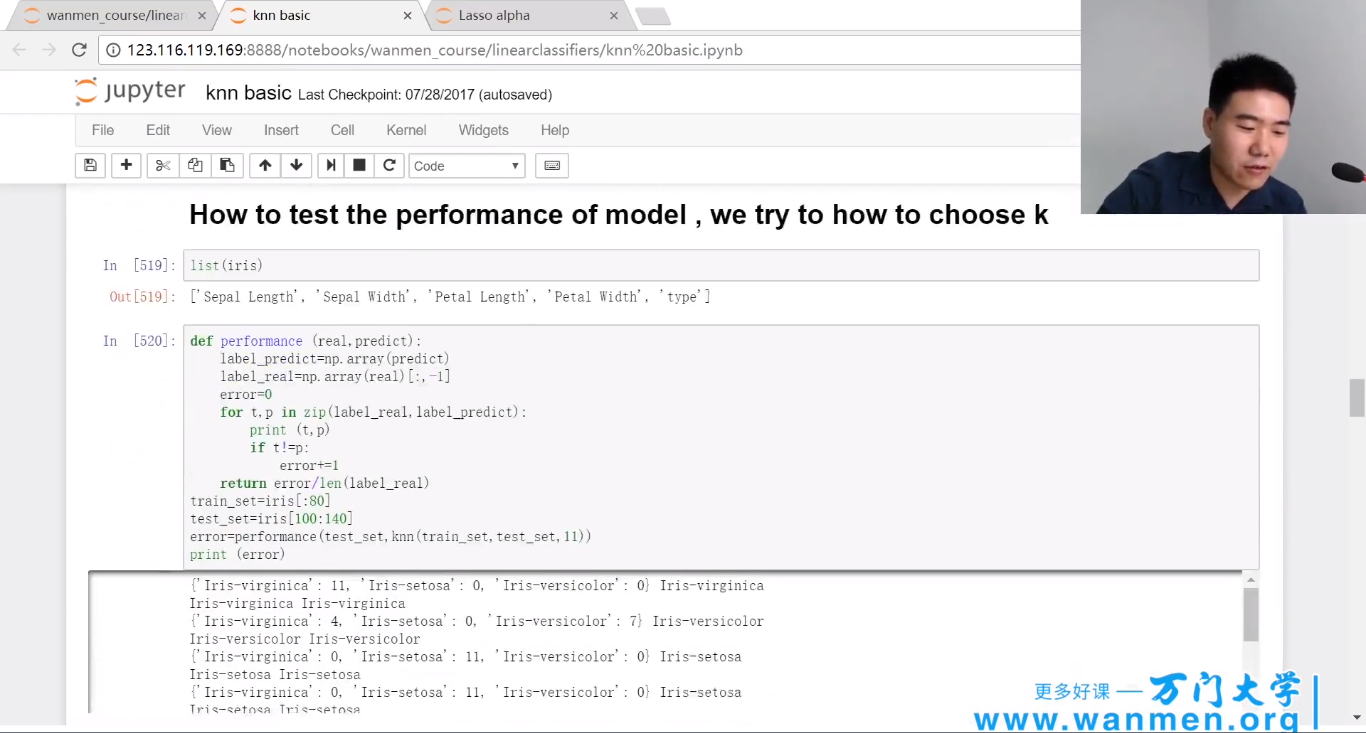 wanmen_course/linear
knn basic
Lasso alpha
123.116.119.169:8888/notebooks/wanmen_course/linearclassifiers/knn%20basic.ipynb
jupyter knn basic Last Checkpoint: 07/28/2017 (autosaved)
File Edit View Insert Cell Kernel Widgets Help
Code
How to test the performance of model , we try to how to choose k
In [519]: list(iris)
Out[519]: ['Sepal Length', 'Sepal Width', 'Petal Length', 'Petal Width', 'type']
In [520]: def performance (real,predict):
label_predict=np.array(predict)
label_real=np.array(real)[:,-1]
error=0
for t,p in zip(label_real,label_predict):
print (t,p)
if t!=p:
error+=1
return error/len(label_real)
train_set=iris[:80]
test_set=iris[100:140]
error=performance(test_set,knn(train_set,test_set,11))
print (error)
{'Iris-virginica': 11, 'Iris-setosa': 0, 'Iris-versicolor': 0} Iris-virginica
Iris-virginica Iris-virginica
{'Iris-virginica': 4, 'Iris-setosa': 0, 'Iris-versicolor': 7} Iris-versicolor
Iris-versicolor Iris-versicolor
{'Iris-virginica': 0, 'Iris-setosa': 11, 'Iris-versicolor': 0} Iris-setosa
Iris-setosa Iris-setosa
{'Iris-virginica': 0, 'Iris-setosa': 11, 'Iris-versicolor': 0} Iris-setosa
Iris-setosa Iris-setosa
更多好课 — 万门大学
www.wanmen.org